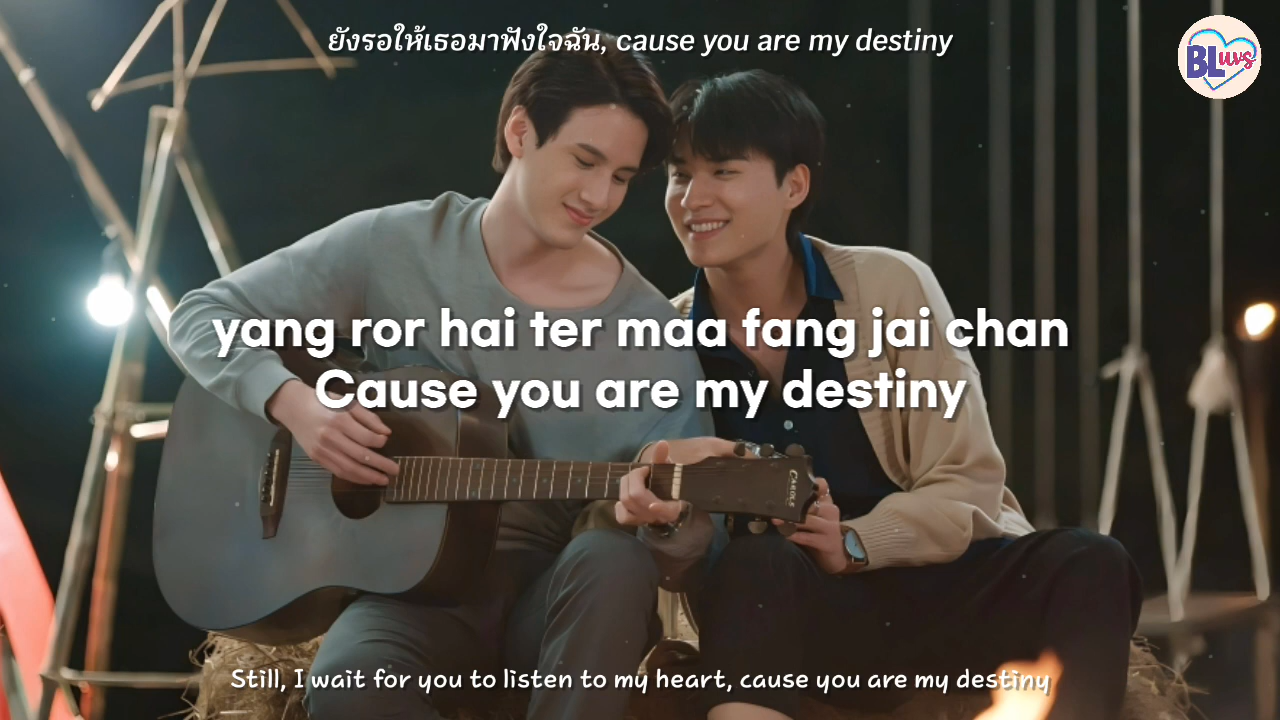 ยังรอให้เธอมาฟังใจฉัน, cause you are my destiny
BLuvs
yang ror hai ter maa fang jai chan
Cause you are my destiny
CAROLS
Still, I wait for you to listen to my heart, cause you are my destiny